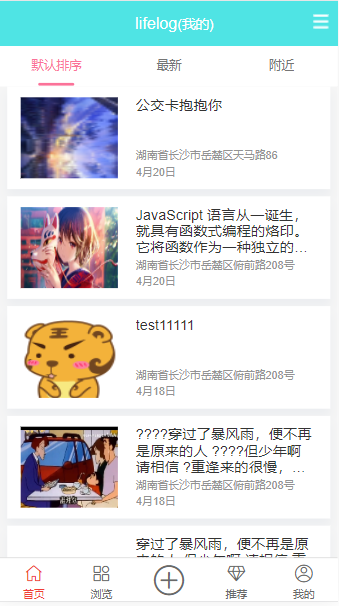 lifelog(我的)
默认排序 最新 附近
公交卡抱抱你
湖南省长沙市岳麓区天马路86
4月20日
JavaScript 语言从一诞生，
就具有函数式编程的烙印。
它将函数作为一种独立的…
湖南省长沙市岳麓区俯前路208号
4月20日
test11111
湖南省长沙市岳麓区俯前路208号
4月18日
????穿过了暴风雨，便不再
是原来的人 ????但少年啊
请相信 ?重逢来的很慢，…
湖南省长沙市岳麓区俯前路208号
4月18日
穿过了暴风雨，便不再是原
首页 浏览 推荐 我的